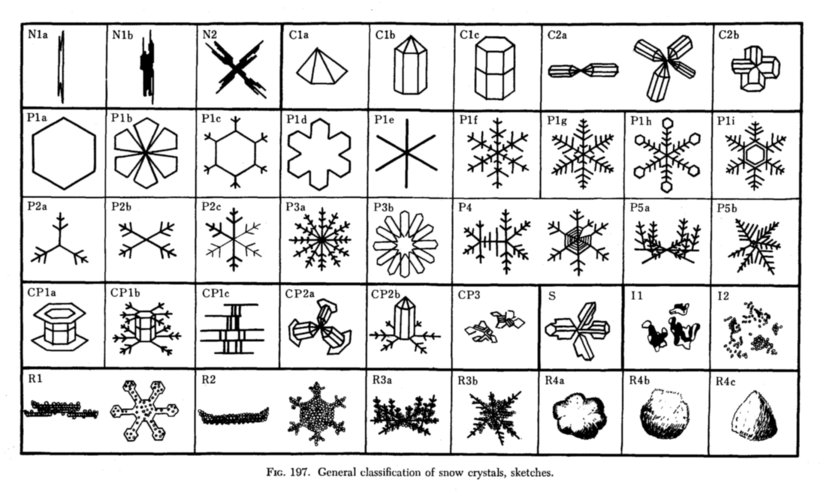 N1a N1b N2 C1a C1b C1c C2a C2b
P1a P1b P1c P1d P1e P1f P1g P1h P1i
P2a P2b P2c P3a P3b P4 P5a P5b
CP1a CP1b CP1c CP2a CP2b CP3 S I1 I2
R1 R2 R3a R3b R4a R4b R4c
FIG. 197. General classification of snow crystals, sketches.